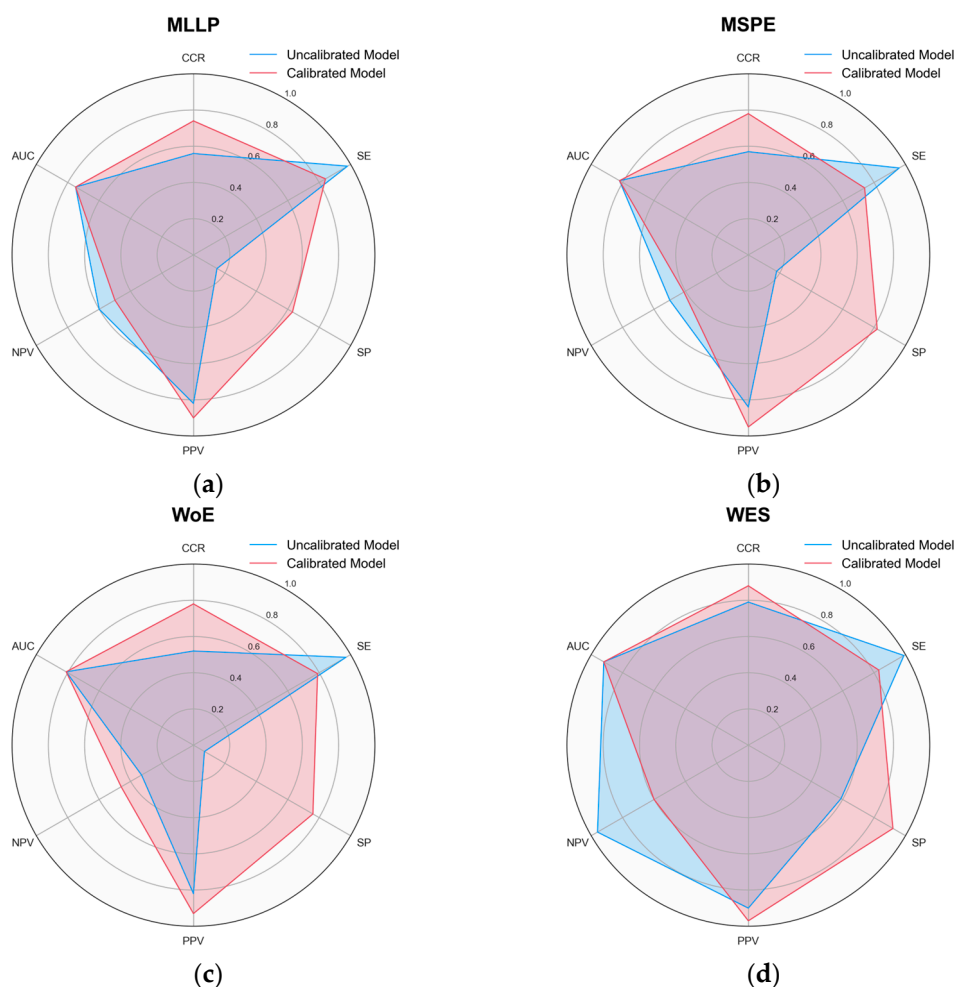 MLLP
Uncalibrated Model
Calibrated Model
CCR
1.0
0.8
0.6
0.4
0.2
AUC
SE
NPV
SP
PPV
(a)
MSPE
Uncalibrated Model
Calibrated Model
CCR
1.0
0.8
0.6
0.4
0.2
AUC
SE
NPV
SP
PPV
(b)
WoE
Uncalibrated Model
Calibrated Model
CCR
1.0
0.8
0.6
0.4
0.2
AUC
SE
NPV
SP
PPV
(c)
WES
Uncalibrated Model
Calibrated Model
CCR
1.0
0.8
0.6
0.4
0.2
AUC
SE
NPV
SP
PPV
(d)